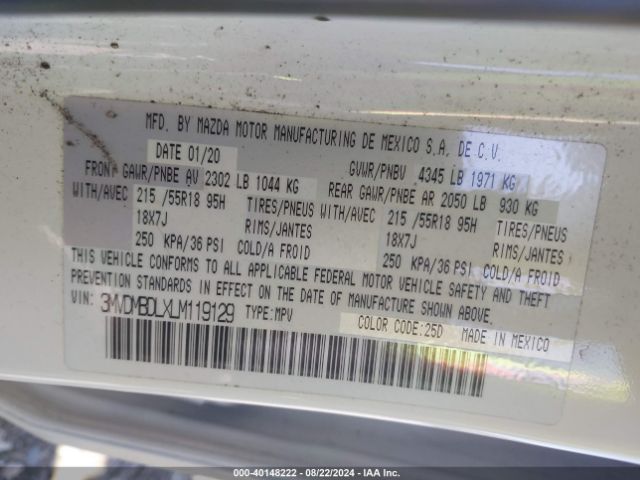 MFD. BY MAZDA MOTOR MANUFACTURING DE MEXICO S.A. DE C.V.
DATE 01/20 GVWR/PNBV 4345 LB 1971 KG
FRONT GAWR/PNBE AV 2302 LB 1044 KG REAR GAWR/PNBE AR 2050 LB 930 KG
WITH/AVEC 215 /55R18 95H TIRES/PNEUS WITH/AVEC 215 /55R18 95H TIRES/PNEUS
18X7J RIMS/JANTES 18X7J RIMS/JANTES
250 KPA/36 PSI COLD/A FROID 250 KPA/36 PSI COLD/A FROID
THIS VEHICLE CONFORMS TO ALL APPLICABLE FEDERAL MOTOR VEHICLE SAFETY AND THEFT
PREVENTION STANDARDS IN EFFECT ON THE DATE OF MANUFACTURE SHOWN ABOVE.
VIN: 3MVDMBDLXLM119129 TYPE:MPV COLOR CODE:25D MADE IN MEXICO
000-40148222 - 08/22/2024 - IAA Inc.